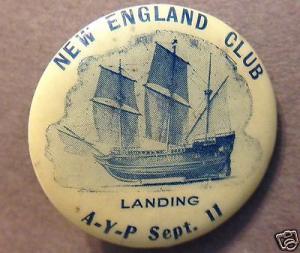 NEW ENGLAND CLUB
LANDING
A-Y-P Sept. 11